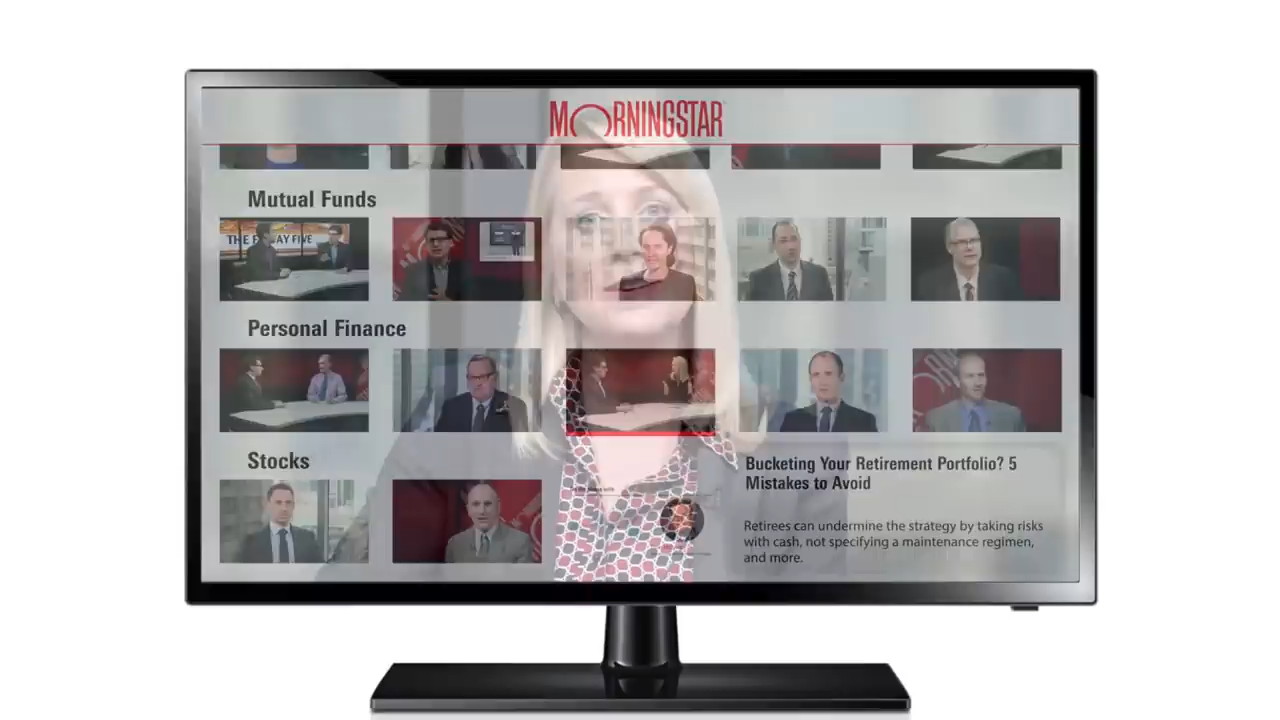 MORNINGSTAR
Mutual Funds
THE F
AY FIVE
Personal Finance
Stocks
Bucketing Your Retirement Portfolio? 5
Mistakes to Avoid
Retirees can undermine the strategy by taking risks
with cash, not specifying a maintenance regimen,
and more.